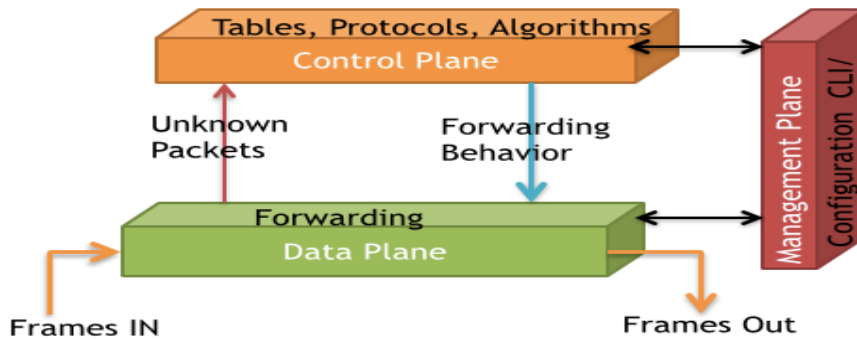 Tables, Protocols, Algorithms
Control Plane
Unknown
Packets
Forwarding
Behavior
Management Plane
Configuration CLI/
Forwarding
Data Plane
Frames IN
Frames Out